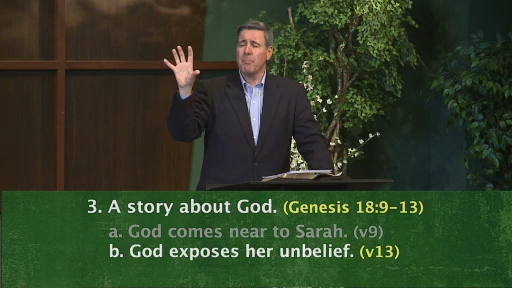 3. A story about God. (Genesis 18:9-13)
a. God comes near to Sarah. (v9)
b. God exposes her unbelief. (v13)